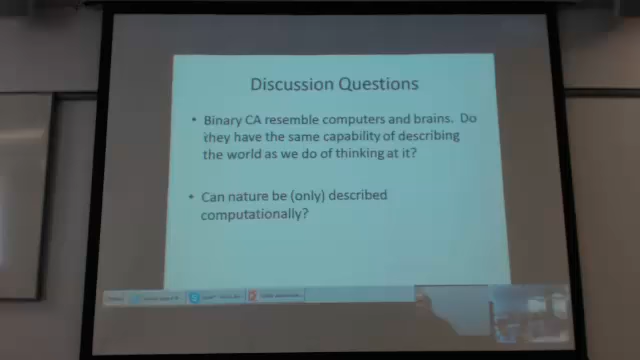 Discussion Questions
• Binary CA resemble computers and brains. Do
they have the same capability of describing
the world as we do of thinking at it?
• Can nature be (only) described
computationally?